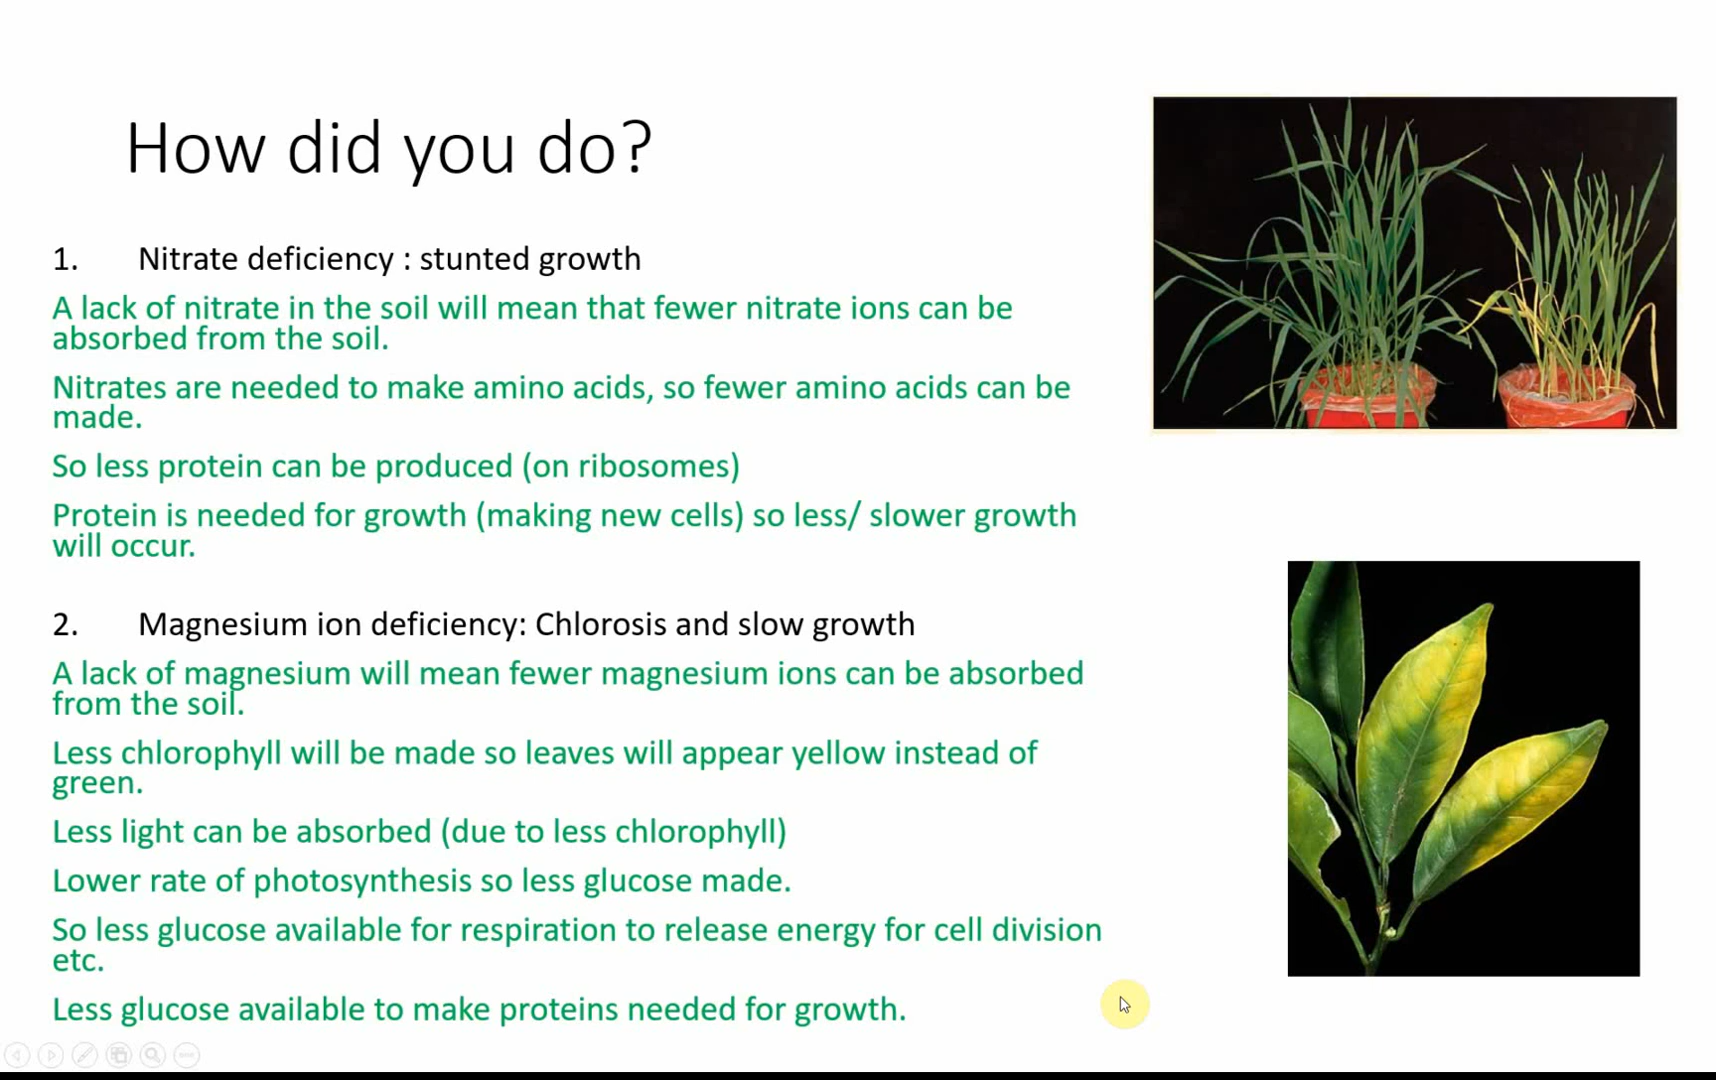 How did you do?
1. Nitrate deficiency : stunted growth
A lack of nitrate in the soil will mean that fewer nitrate ions can be
absorbed from the soil.
Nitrates are needed to make amino acids, so fewer amino acids can be
made.
So less protein can be produced (on ribosomes)
Protein is needed for growth (making new cells) so less/ slower growth
will occur.
2. Magnesium ion deficiency: Chlorosis and slow growth
A lack of magnesium will mean fewer magnesium ions can be absorbed
from the soil.
Less chlorophyll will be made so leaves will appear yellow instead of
green.
Less light can be absorbed (due to less chlorophyll)
Lower rate of photosynthesis so less glucose made.
So less glucose available for respiration to release energy for cell division
etc.
Less glucose available to make proteins needed for growth.